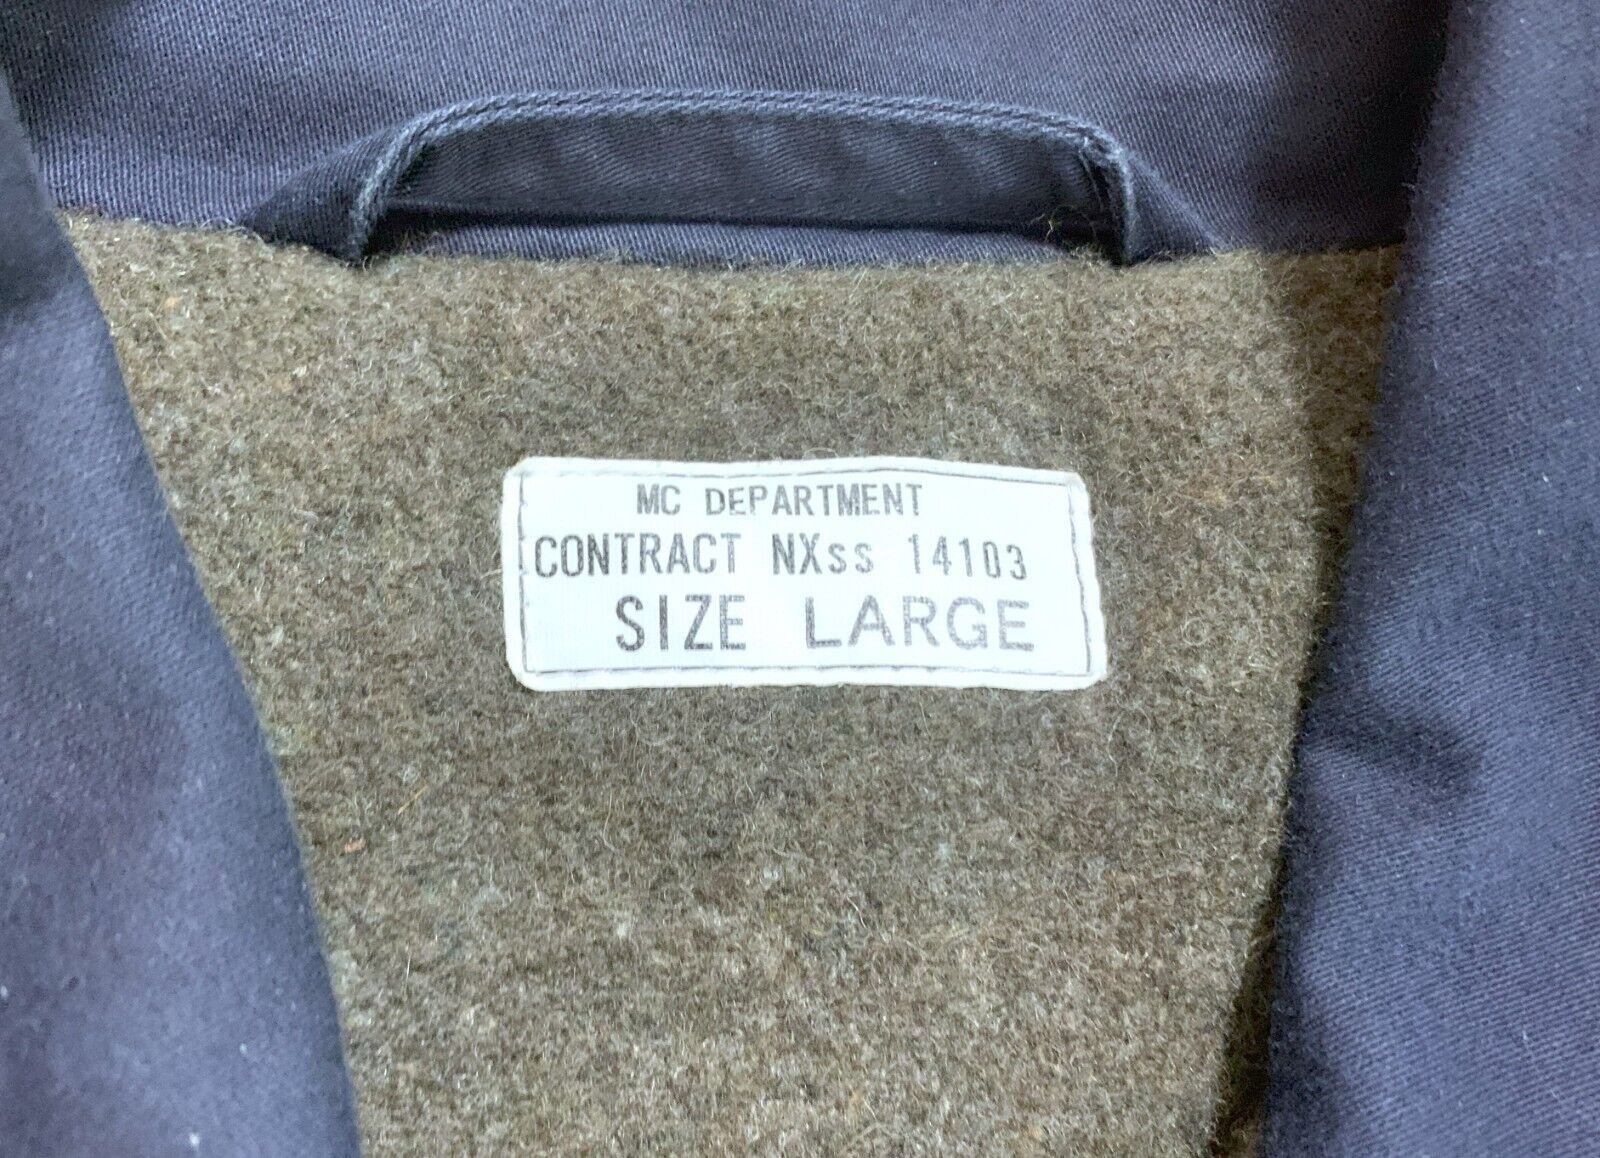 MC DEPARTMENT
CONTRACT NXss 14103
SIZE LARGE